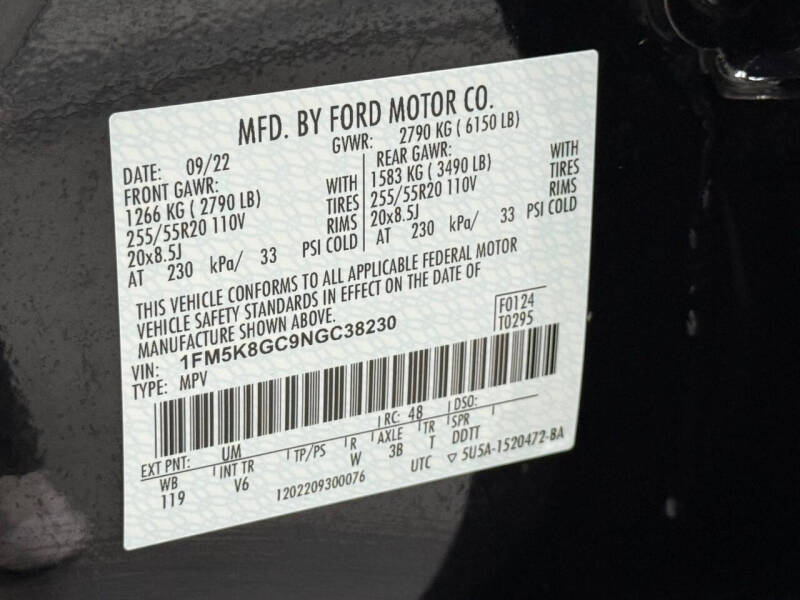 MFD. BY FORD MOTOR CO.
DATE: 09/22 GVWR: 2790 KG ( 6150 LB)
FRONT GAWR: REAR GAWR:
1266 KG ( 2790 LB) WITH 1583 KG ( 3490 LB) WITH
255/55R20 110V TIRES 255/55R20 110V TIRES
20x8.5J RIMS 20x8.5J RIMS
AT 230 kPa/ 33 PSI COLD AT 230 kPa/ 33 PSI COLD
THIS VEHICLE CONFORMS TO ALL APPLICABLE FEDERAL MOTOR
VEHICLE SAFETY STANDARDS IN EFFECT ON THE DATE OF
MANUFACTURE SHOWN ABOVE.
VIN: 1FM5K8GC9NGC38230 F0124
TYPE: MPV T0295
EXT PNT: UM RC: 48 DSO:
WB INT TR TP/PS R AXLE TR SPR
119 V6 W 3B T DDTT
1202209300076 UTC ▽ 5U5A-1520472-BA